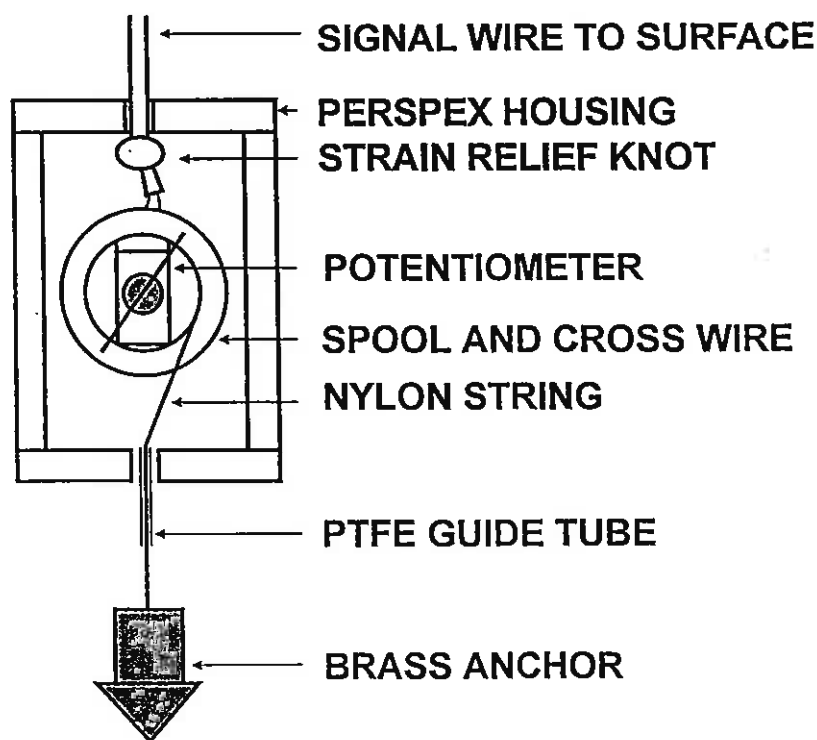 SIGNAL WIRE TO SURFACE
PERSPEX HOUSING
STRAIN RELIEF KNOT
POTENTIOMETER
SPOOL AND CROSS WIRE
NYLON STRING
PTFE GUIDE TUBE
BRASS ANCHOR